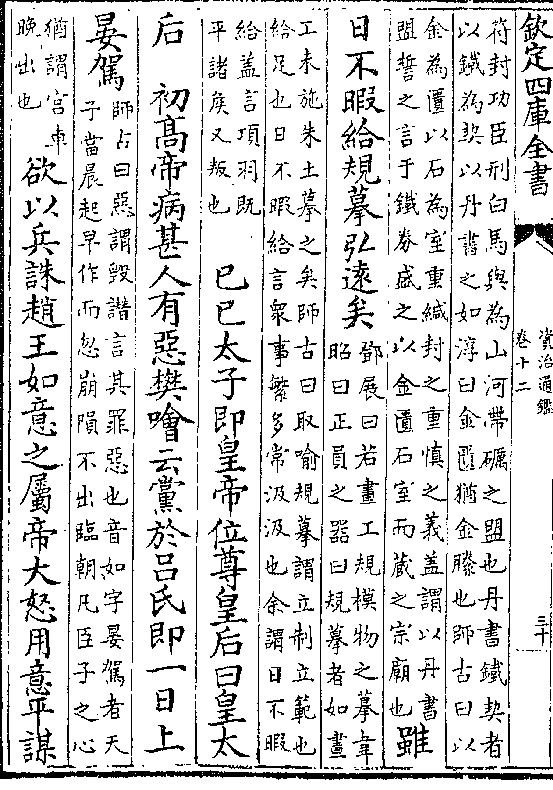 欽定四庫全書
資治通鑑
卷十二
三十
符封功臣刑白馬與為山河帶礪之盟也丹書鐵契者
以鐵為契以丹書之如淳曰金匱猶金縢也師古曰以
金為匱以石為室重緘封之重慎之義盖謂以丹書
盟誓之言于鐵劵盛之以金匱石室而藏之宗廟也
雖
日不暇給規摹弘遠矣
鄧展曰若畫工規模物之摹韋
昭曰正員之器曰規摹者如畫
工未施朱土摹之矣師古曰取喻規摹謂立制立範也
給足也日不暇給言衆事繁多常汲汲也余謂日不暇
給盖言項羽既
平諸矦又叛也
已巳太子即皇帝位尊皇后曰皇太
后　初髙帝病甚人有惡樊噲云黨於吕氏即一日上
晏駕
師古曰惡謂毀譖言其罪惡也音如字晏駕者天
子當晨起早作而忽崩隕不出臨朝凡臣子之心
猶謂宮車
晚出也
欲以兵誅趙王如意之屬帝大怒用意平謀